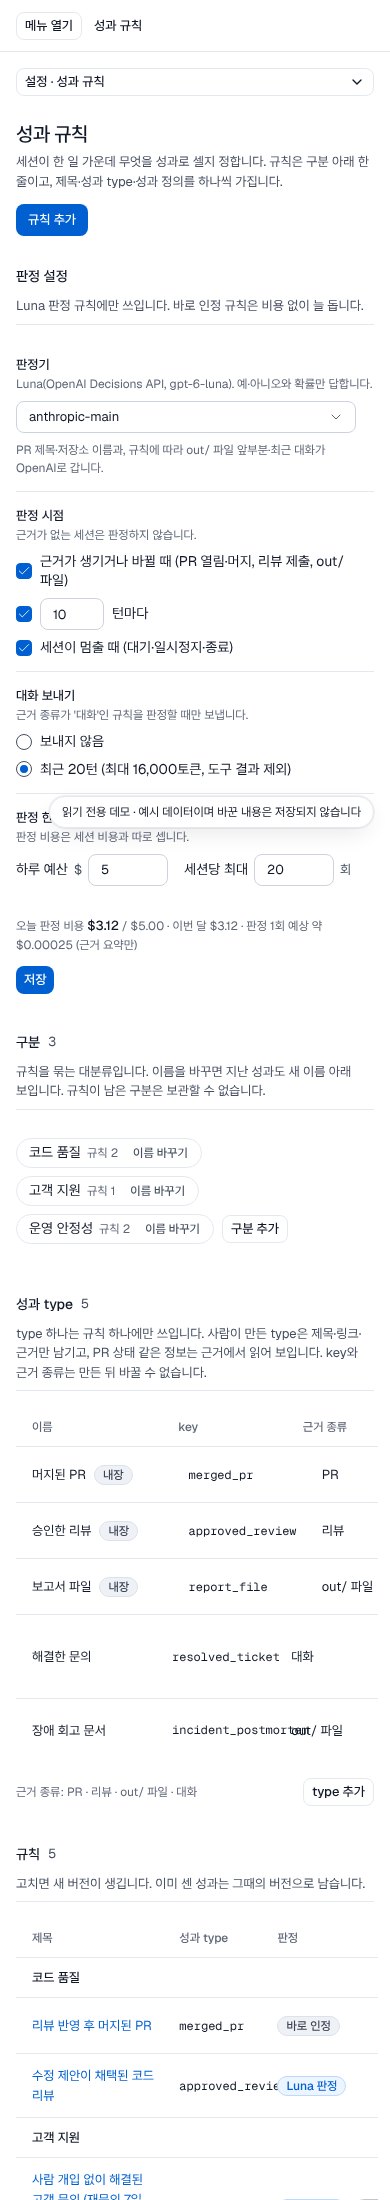 메뉴 열기 성과 규칙
설정 · 성과 규칙
성과 규칙
세션이 한 일 가운데 무엇을 성과로 셀지 정합니다. 규칙은 구분 아래 한
줄이고, 제목·성과 type·성과 정의를 하나씩 가집니다.
규칙 추가
판정 설정
Luna 판정 규칙에만 쓰입니다. 바로 인정 규칙은 비용 없이 늘 돕니다.
판정기
Luna(OpenAI Decisions API, gpt-6-luna). 예·아니오와 확률만 답합니다.
anthropic-main
PR 제목·저장소 이름과, 규칙에 따라 out/ 파일 앞부분·최근 대화가
OpenAI로 갑니다.
판정 시점
근거가 없는 세션은 판정하지 않습니다.
근거가 생기거나 바뀔 때 (PR 열림·머지, 리뷰 제출, out/
파일)
10 턴마다
세션이 멈출 때 (대기·일시정지·종료)
대화 보내기
근거 종류가 '대화'인 규칙을 판정할 때만 보냅니다.
보내지 않음
최근 20턴 (최대 16,000토큰, 도구 결과 제외)
판정 한
읽기 전용 데모 · 예시 데이터이며 바꾼 내용은 저장되지 않습니다
판정 비용은 세션 비용과 따로 셉니다.
하루 예산 $ 5 세션당 최대 20 회
오늘 판정 비용 $3.12 / $5.00 · 이번 달 $3.12 · 판정 1회 예상 약
$0.00025 (근거 요약만)
저장
구분 3
규칙을 묶는 대분류입니다. 이름을 바꾸면 지난 성과도 새 이름 아래
보입니다. 규칙이 남은 구분은 보관할 수 없습니다.
코드 품질 규칙 2 이름 바꾸기
고객 지원 규칙 1 이름 바꾸기
운영 안정성 규칙 2 이름 바꾸기 구분 추가
성과 type 5
type 하나는 규칙 하나에만 쓰입니다. 사람이 만든 type은 제목·링크·
근거만 남기고, PR 상태 같은 정보는 근거에서 읽어 보입니다. key와
근거 종류는 만든 뒤 바꿀 수 없습니다.
이름 key 근거 종류
머지된 PR 내장 merged_pr PR
승인한 리뷰 내장 approved_review 리뷰
보고서 파일 내장 report_file out/ 파일
해결한 문의 resolved_ticket 대화
장애 회고 문서 incident_postmortem out/ 파일
근거 종류: PR · 리뷰 · out/ 파일 · 대화 type 추가
규칙 5
고치면 새 버전이 생깁니다. 이미 센 성과는 그때의 버전으로 남습니다.
제목 성과 type 판정
코드 품질
리뷰 반영 후 머지된 PR merged_pr 바로 인정
수정 제안이 채택된 코드
리뷰 approved_revie Luna 판정
고객 지원
사람 개입 없이 해결된
고객 문의 (재문의 7일